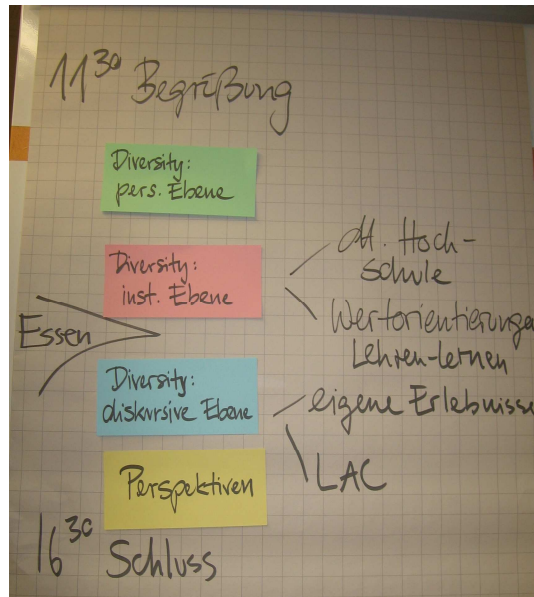 11³⁰ Begrüßung
Diversity:
pers. Ebene
Diversity:
inst. Ebene
dt. Hoch-
schule
Wertorientierungen
Lehren-lernen
Essen
Diversity:
diskursive Ebene
eigene Erlebnisse
LAC
Perspektiven
16³⁰ Schluss